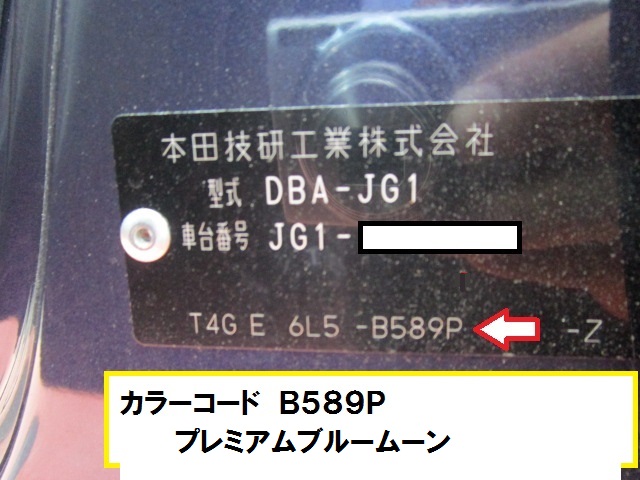 本田技研工業株式会社
型式 DBA-JG1
車台番号 JG1-
T4G E 6L5 -B589P -Z
カラーコード B589P
プレミアムブルームーン